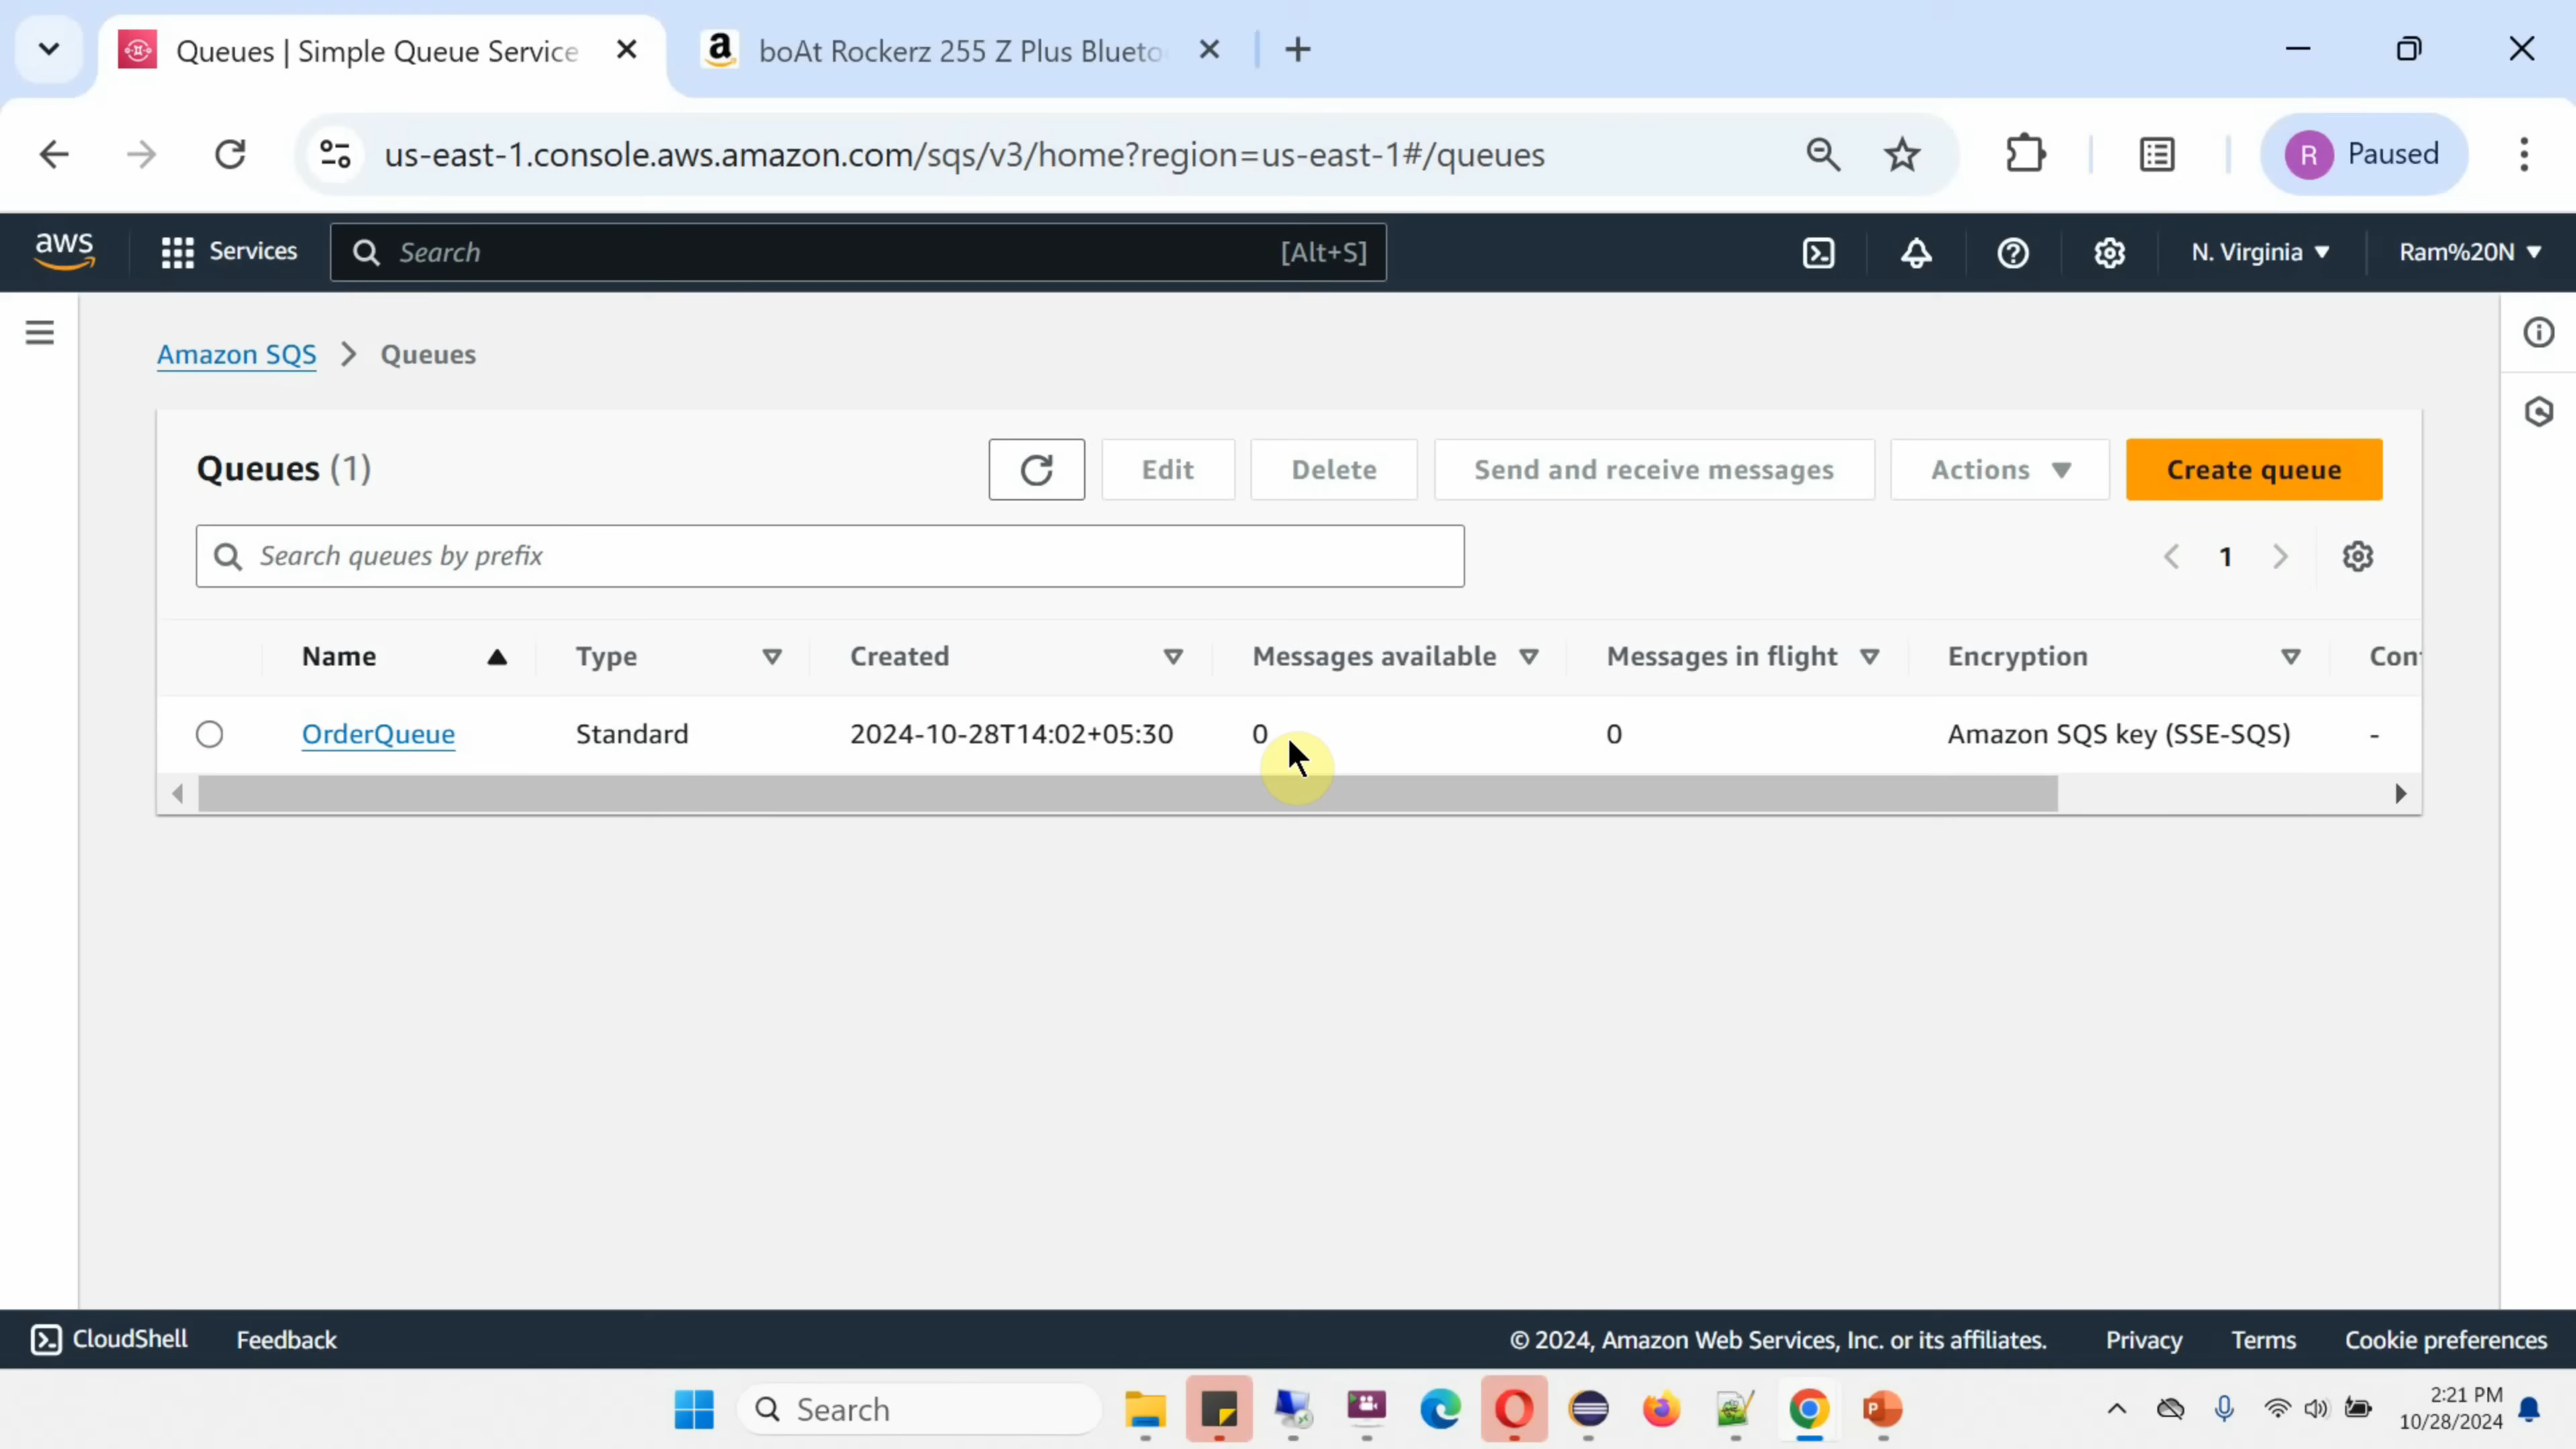 Queues | Simple Queue Service
boAt Rockerz 255 Z Plus Blueto
us-east-1.console.aws.amazon.com/sqs/v3/home?region=us-east-1#/queues
R Paused
aws Services Search [Alt+S] N. Virginia Ram%20N
Amazon SQS Queues
Queues (1) Edit Delete Send and receive messages Actions Create queue
Search queues by prefix 1
Name Type Created Messages available Messages in flight Encryption Con
OrderQueue Standard 2024-10-28T14:02+05:30 0 0 Amazon SQS key (SSE-SQS) -
CloudShell Feedback © 2024, Amazon Web Services, Inc. or its affiliates. Privacy Terms Cookie preferences
Search
2:21 PM
10/28/2024